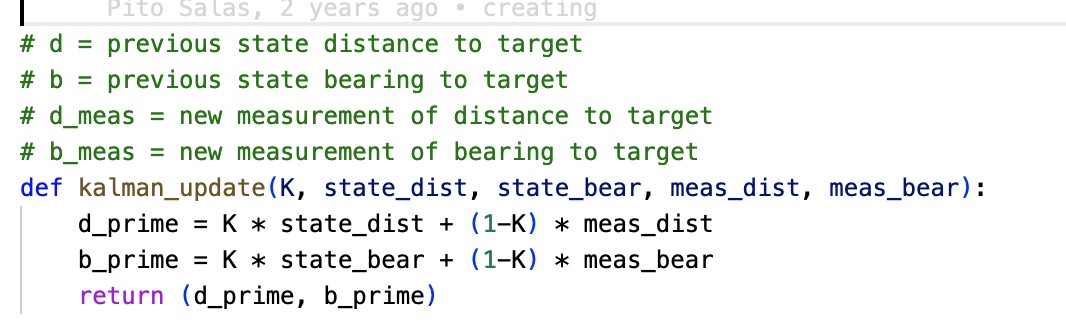 Pito Salas, 2 years ago • creating
# d = previous state distance to target
# b = previous state bearing to target
# d_meas = new measurement of distance to target
# b_meas = new measurement of bearing to target
def kalman_update(K, state_dist, state_bear, meas_dist, meas_bear):
    d_prime = K * state_dist + (1-K) * meas_dist
    b_prime = K * state_bear + (1-K) * meas_bear
    return (d_prime, b_prime)